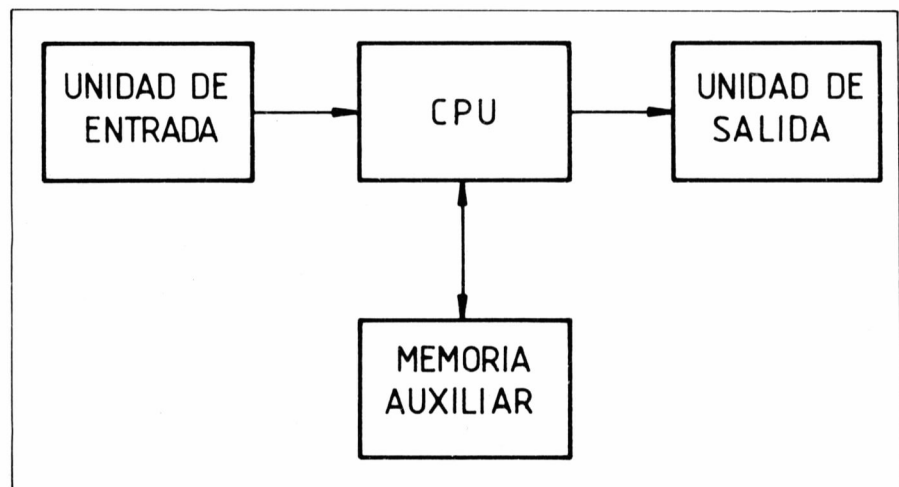 UNIDAD DE
ENTRADA
CPU
UNIDAD DE
SALIDA
MEMORIA
AUXILIAR